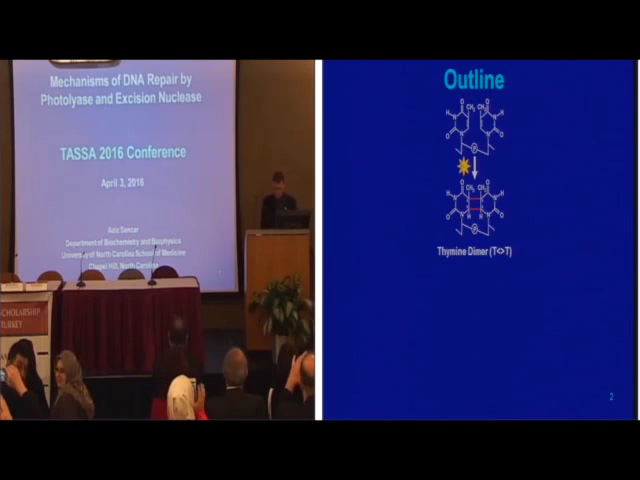 Mechanisms of DNA Repair by
Photolyase and Excision Nuclease
TASSA 2016 Conference
April 3, 2016
Aziz Sancar
Department of Biochemistry and Biophysics
University of North Carolina School of Medicine
Chapel Hill, North Carolina
SCHOLARSHIP
TURKEY
Outline
Thymine Dimer (T<>T)
2